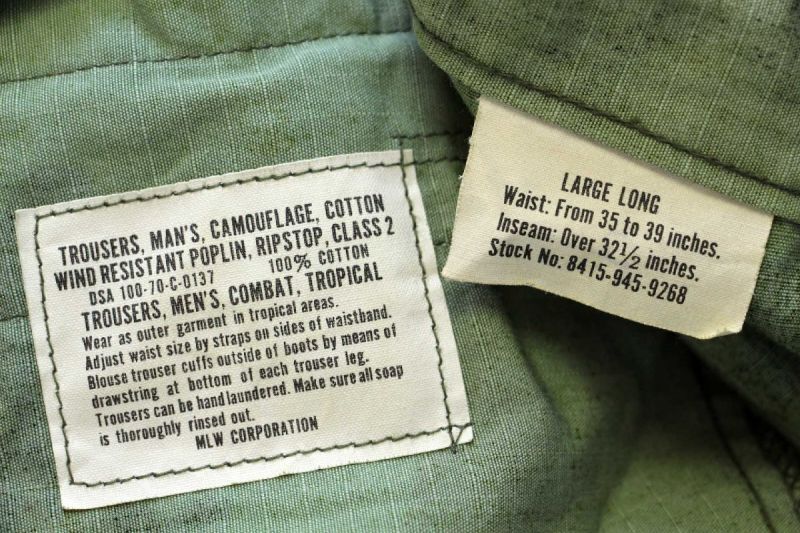 TROUSERS, MAN'S, CAMOUFLAGE, COTTON
WIND RESISTANT POPLIN, RIPSTOP, CLASS 2
DSA 100-70-C-0137 100% COTTON
TROUSERS, MEN'S, COMBAT, TROPICAL
Wear as outer garment in tropical areas.
Adjust waist size by straps on sides of waistband.
Blouse trouser cuffs outside of boots by means of
drawstring at bottom of each trouser leg.
Trousers can be handlaundered. Make sure all soap
is thoroughly rinsed out.
MLW CORPORATION
LARGE LONG
Waist: From 35 to 39 inches.
Inseam: Over 32½ inches.
Stock No: 8415-945-9268